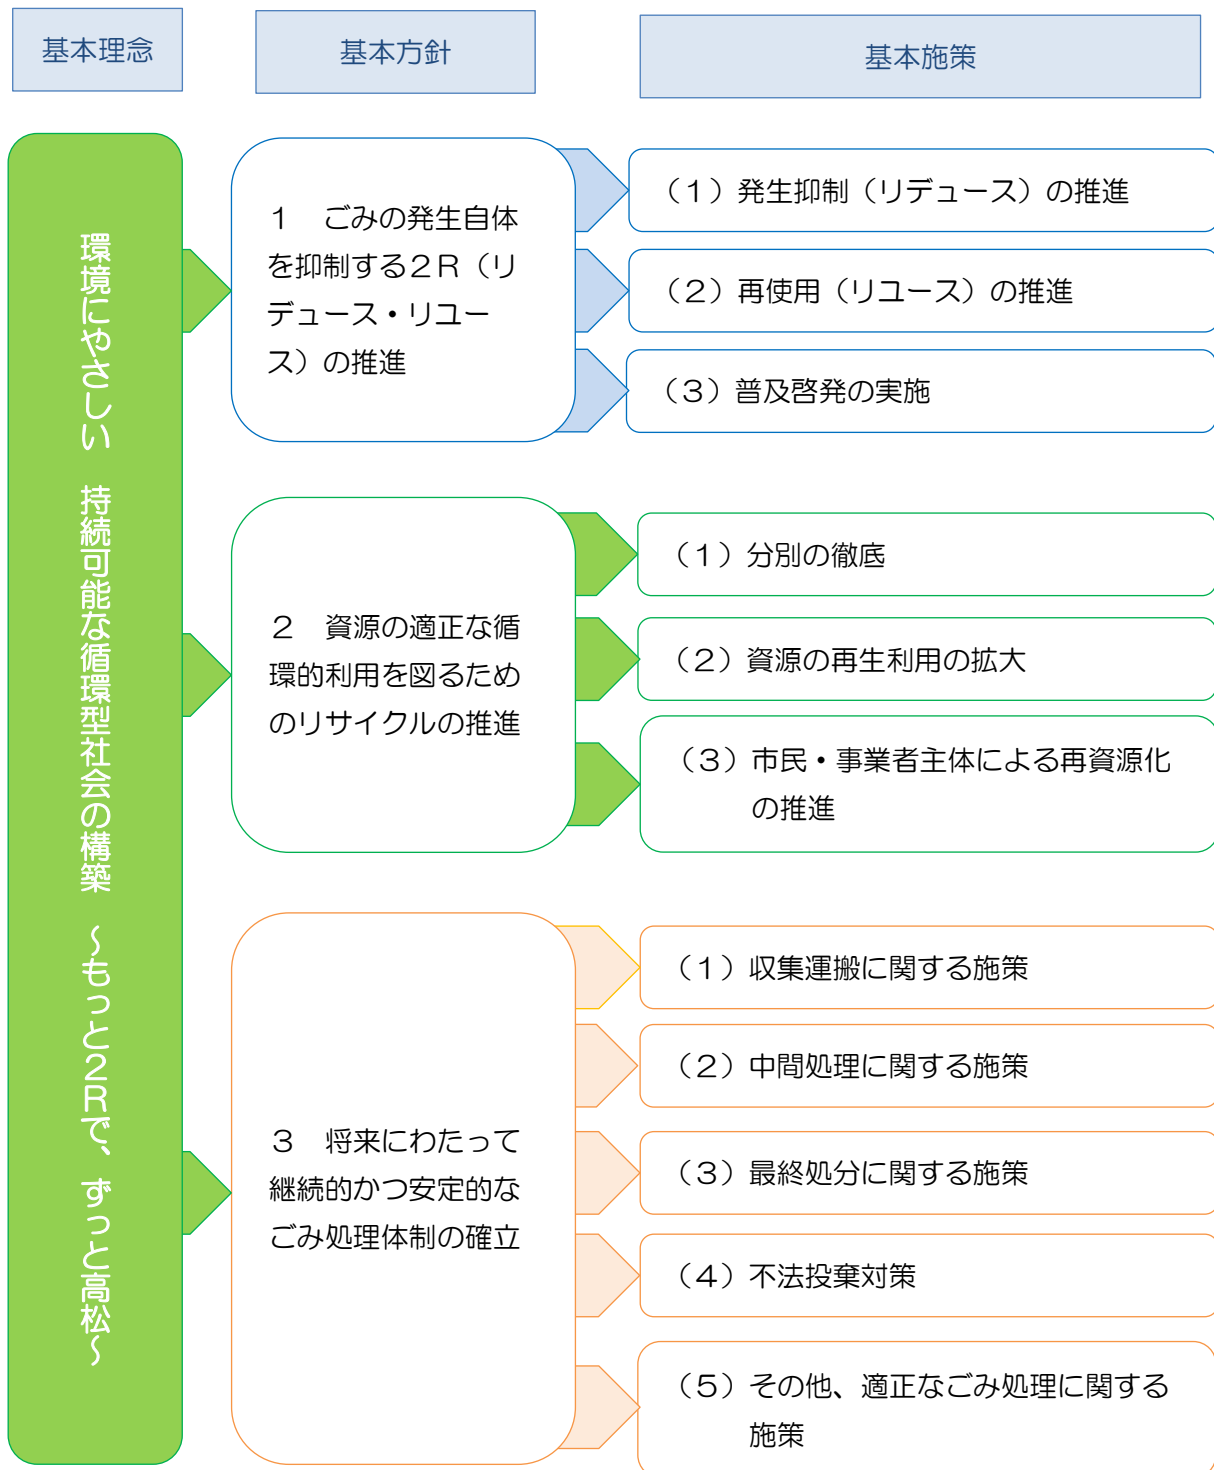 基本理念
基本方針
基本施策
環境にやさしい　持続可能な循環型社会の構築　～もっと２Ｒで、ずっと高松～
１　ごみの発生自体
を抑制する２Ｒ（リ
デュース・リユー
ス）の推進
（１）発生抑制（リデュース）の推進
（２）再使用（リユース）の推進
（３）普及啓発の実施
２　資源の適正な循
環的利用を図るため
のリサイクルの推進
（１）分別の徹底
（２）資源の再生利用の拡大
（３）市民・事業者主体による再資源化
の推進
３　将来にわたって
継続的かつ安定的な
ごみ処理体制の確立
（１）収集運搬に関する施策
（２）中間処理に関する施策
（３）最終処分に関する施策
（４）不法投棄対策
（５）その他、適正なごみ処理に関する
施策